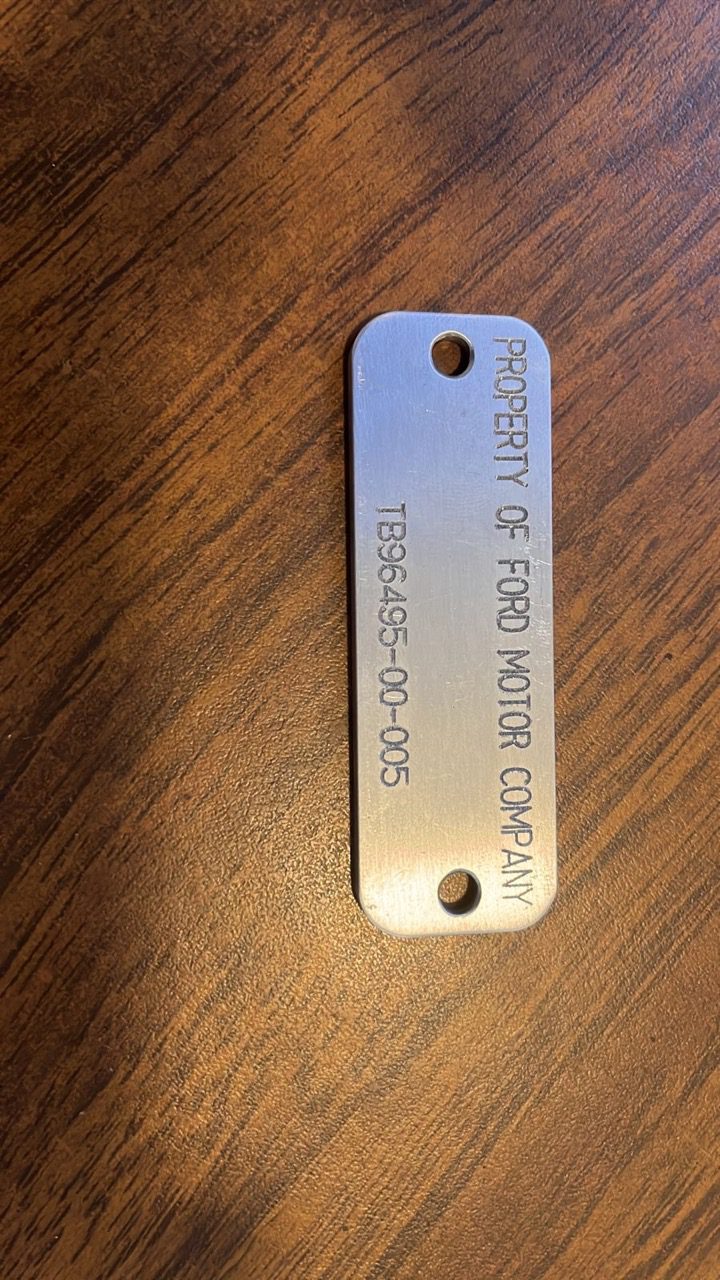 PROPERTY OF FORD MOTOR COMPANY
TB96495-00-005